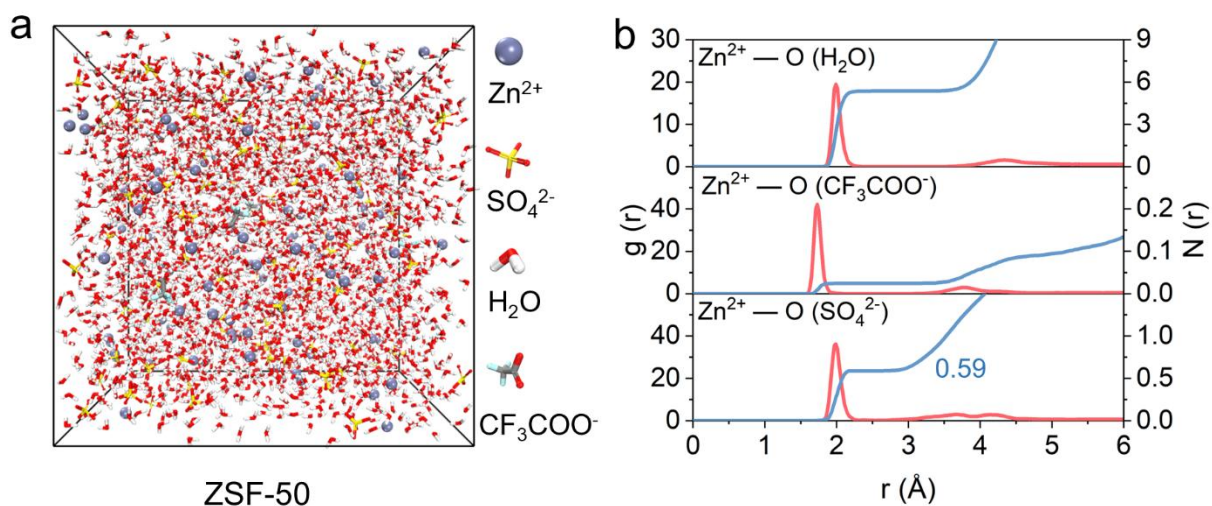 a
Zn²⁺
SO₄²⁻
H₂O
CF₃COO⁻
ZSF-50
b
30
20
10
0
Zn²⁺ — O (H₂O)
9
6
3
0
g (r)
40
20
0
Zn²⁺ — O (CF₃COO⁻)
0.2
0.1
0.0
N (r)
40
20
0
Zn²⁺ — O (SO₄²⁻)
0.59
1.0
0.5
0.0
0 1 2 3 4 5 6
r (Å)